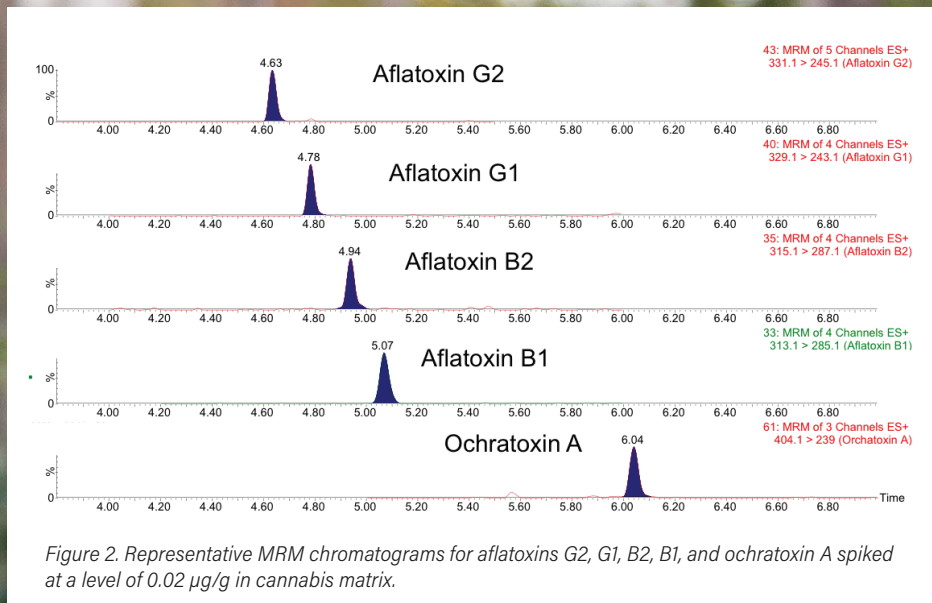 43: MRM of 5 Channels ES+
331.1 > 245.1 (Aflatoxin G2)
Aflatoxin G2
4.63
100
%
0
4.00 4.20 4.40 4.60 4.80 5.00 5.20 5.40 5.60 5.80 6.00 6.20 6.40 6.60 6.80
40: MRM of 4 Channels ES+
329.1 > 243.1 (Aflatoxin G1)
Aflatoxin G1
4.78
%
0
4.00 4.20 4.40 4.60 4.80 5.00 5.20 5.40 5.60 5.80 6.00 6.20 6.40 6.60 6.80
35: MRM of 4 Channels ES+
315.1 > 287.1 (Aflatoxin B2)
Aflatoxin B2
4.94
%
0
4.00 4.20 4.40 4.60 4.80 5.00 5.20 5.40 5.60 5.80 6.00 6.20 6.40 6.60 6.80
33: MRM of 4 Channels ES+
313.1 > 285.1 (Aflatoxin B1)
Aflatoxin B1
5.07
%
0
4.00 4.20 4.40 4.60 4.80 5.00 5.20 5.40 5.60 5.80 6.00 6.20 6.40 6.60 6.80
61: MRM of 3 Channels ES+
404.1 > 239 (Orchatoxin A)
Ochratoxin A
6.04
%
0
Time
4.00 4.20 4.40 4.60 4.80 5.00 5.20 5.40 5.60 5.80 6.00 6.20 6.40 6.60 6.80
Figure 2. Representative MRM chromatograms for aflatoxins G2, G1, B2, B1, and ochratoxin A spiked
at a level of 0.02 µg/g in cannabis matrix.